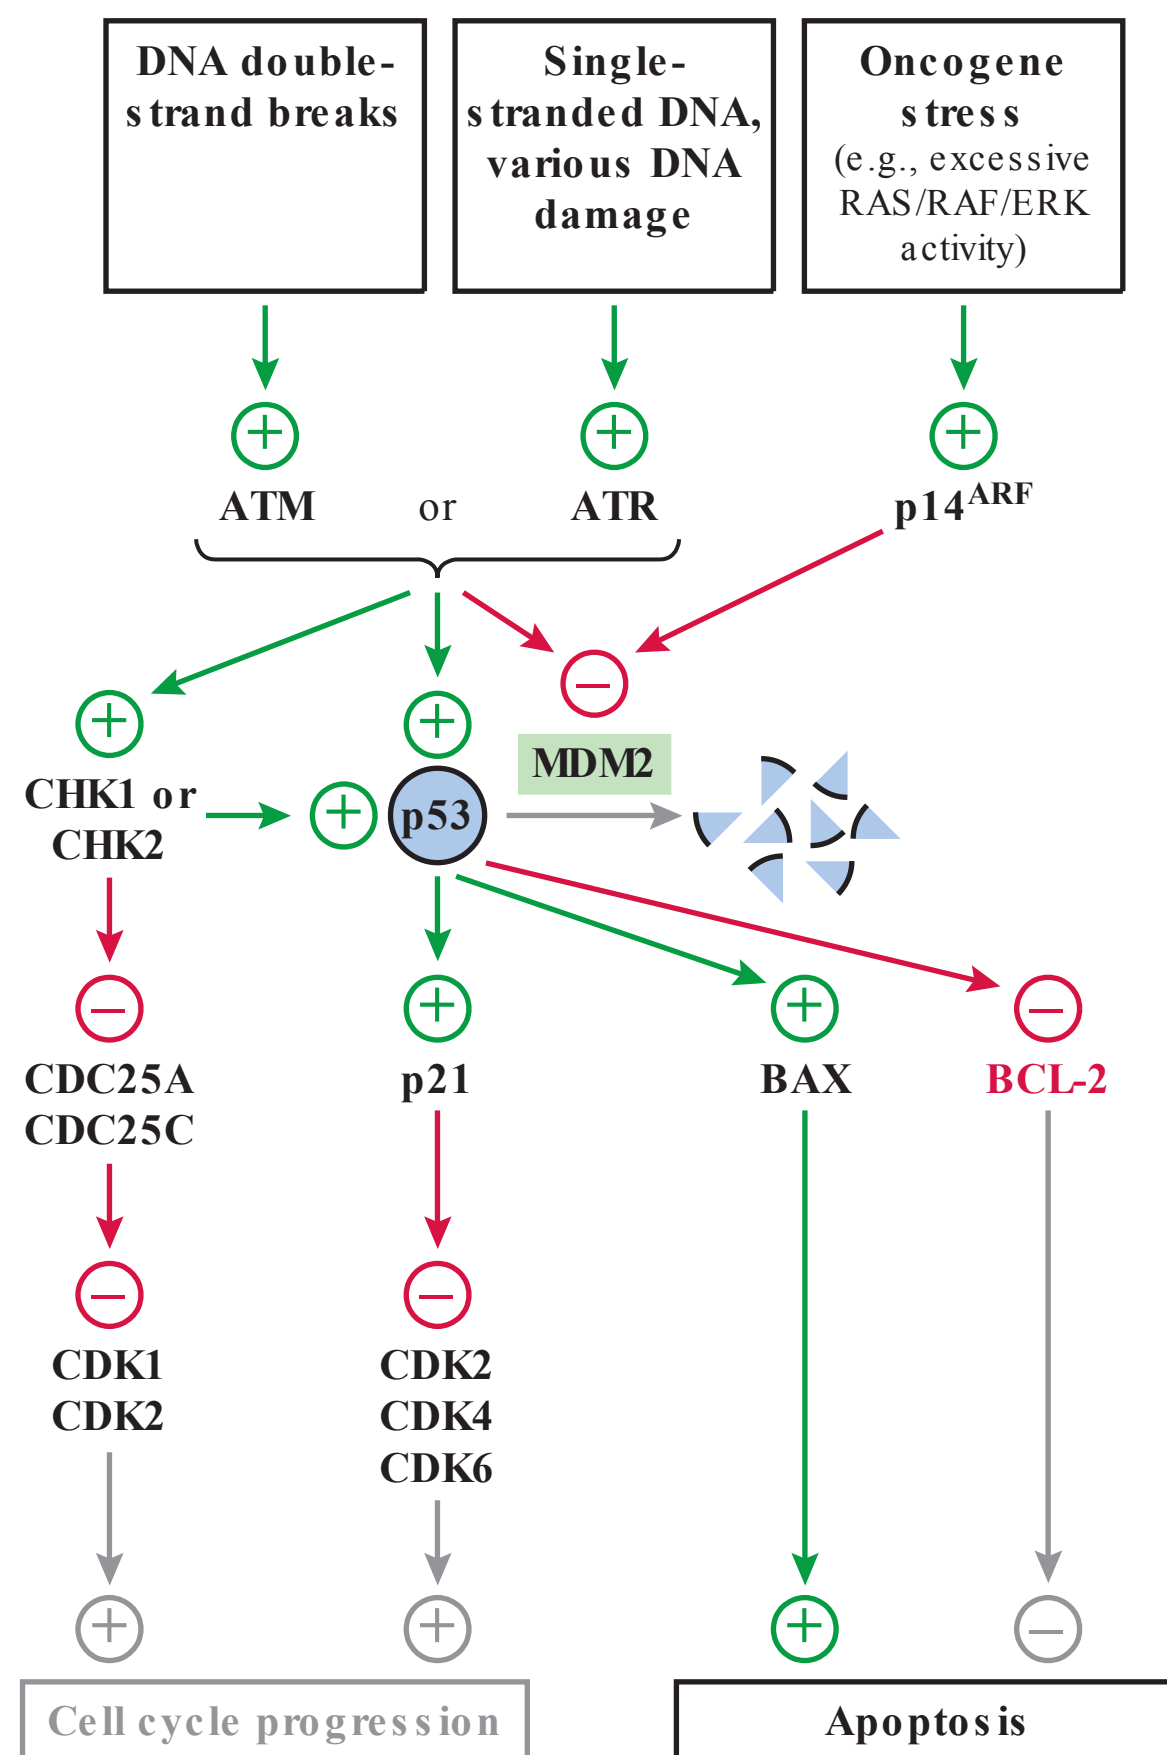 DNA double-
strand breaks
Single-
stranded DNA,
various DNA
damage
Oncogene
stress
(e.g., excessive
RAS/RAF/ERK
activity)
+
+
+
ATM or ATR
p14ARF
−
+
+
CHK1 or
CHK2
+
p53
MDM2
−
+
+
−
CDC25A
CDC25C
p21
BAX
BCL-2
−
−
CDK1
CDK2
CDK2
CDK4
CDK6
+
+
+
−
Cell cycle progression
Apoptosis